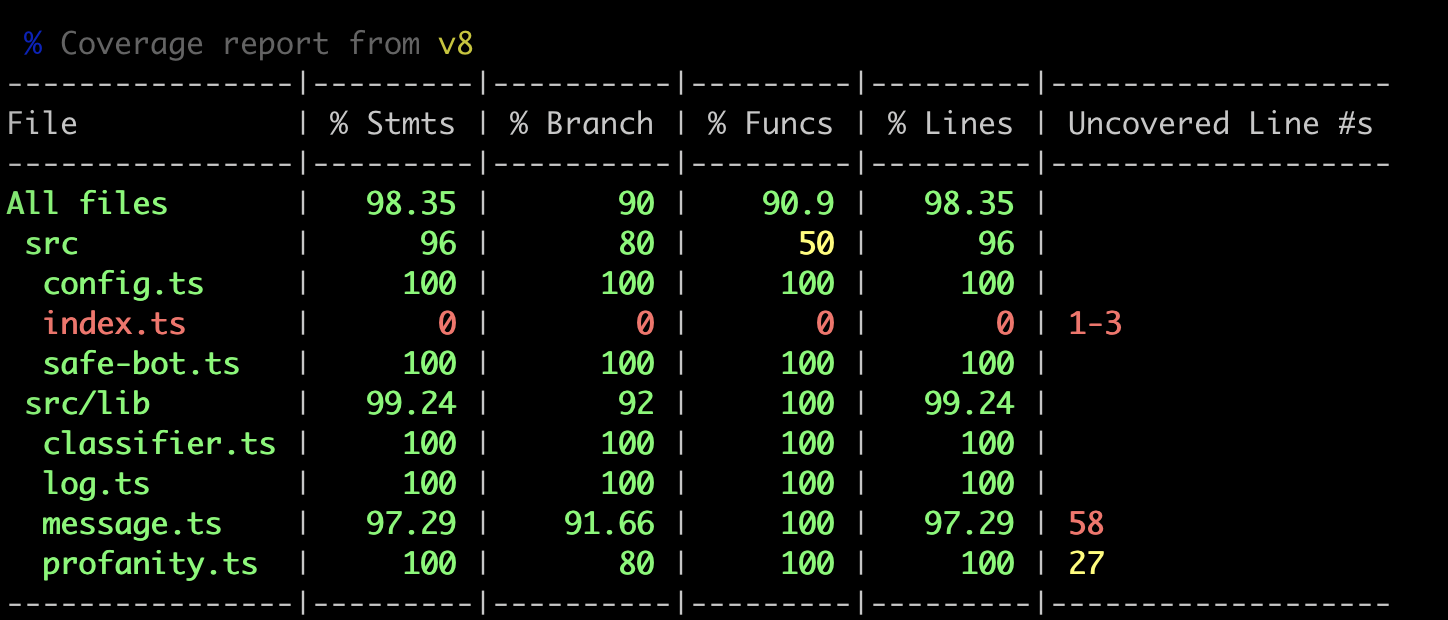 % Coverage report from v8
----------------|---------|----------|---------|---------|-------------------
File            | % Stmts | % Branch | % Funcs | % Lines | Uncovered Line #s
----------------|---------|----------|---------|---------|-------------------
All files       |   98.35 |       90 |    90.9 |   98.35 |
 src            |      96 |       80 |      50 |      96 |
  config.ts     |     100 |      100 |     100 |     100 |
  index.ts      |       0 |        0 |       0 |       0 | 1-3
  safe-bot.ts   |     100 |      100 |     100 |     100 |
 src/lib        |   99.24 |       92 |     100 |   99.24 |
  classifier.ts |     100 |      100 |     100 |     100 |
  log.ts        |     100 |      100 |     100 |     100 |
  message.ts    |   97.29 |    91.66 |     100 |   97.29 | 58
  profanity.ts  |     100 |       80 |     100 |     100 | 27
----------------|---------|----------|---------|---------|-------------------